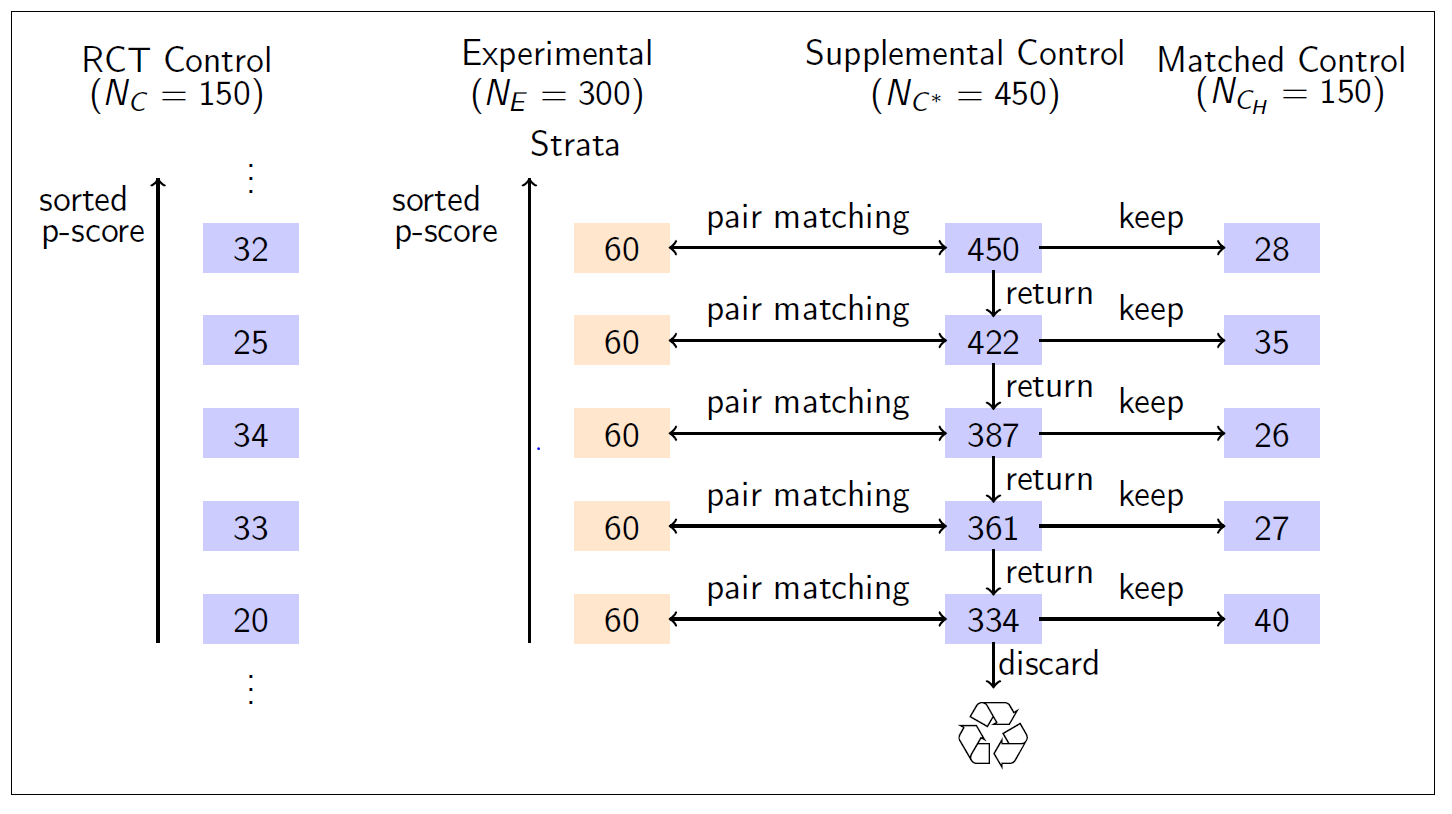 RCT Control
(N_C = 150)
Experimental
(N_E = 300)
Supplemental Control
(N_{C*} = 450)
Matched Control
(N_{C_H} = 150)
Strata
⋮
sorted
p-score
sorted
p-score
32
60
pair matching
450
keep
28
return
25
60
pair matching
422
keep
35
return
34
60
pair matching
387
keep
26
return
33
60
pair matching
361
keep
27
return
20
60
pair matching
334
keep
40
discard
⋮